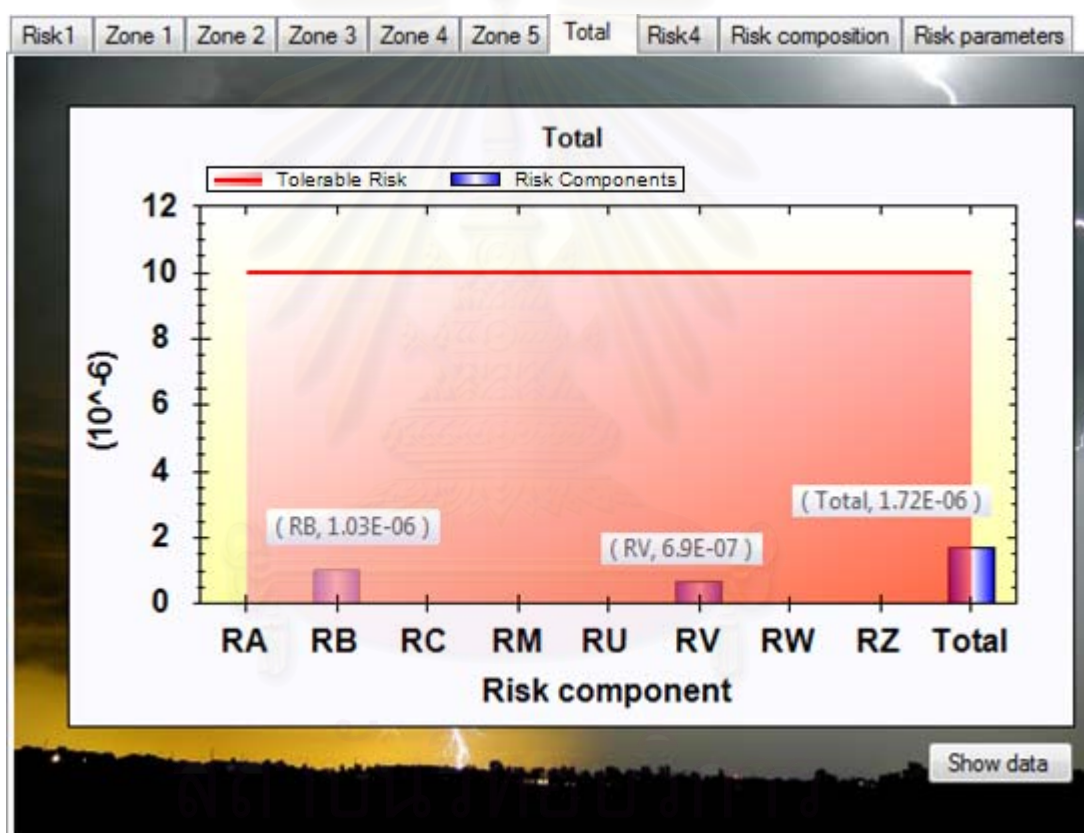 Risk1 Zone 1 Zone 2 Zone 3 Zone 4 Zone 5 Total Risk4 Risk composition Risk parameters
Total
Tolerable Risk Risk Components
12
10
8
6
4
2
0
(10^-6)
( RB, 1.03E-06 )
( RV, 6.9E-07 )
( Total, 1.72E-06 )
RA RB RC RM RU RV RW RZ Total
Risk component
Show data